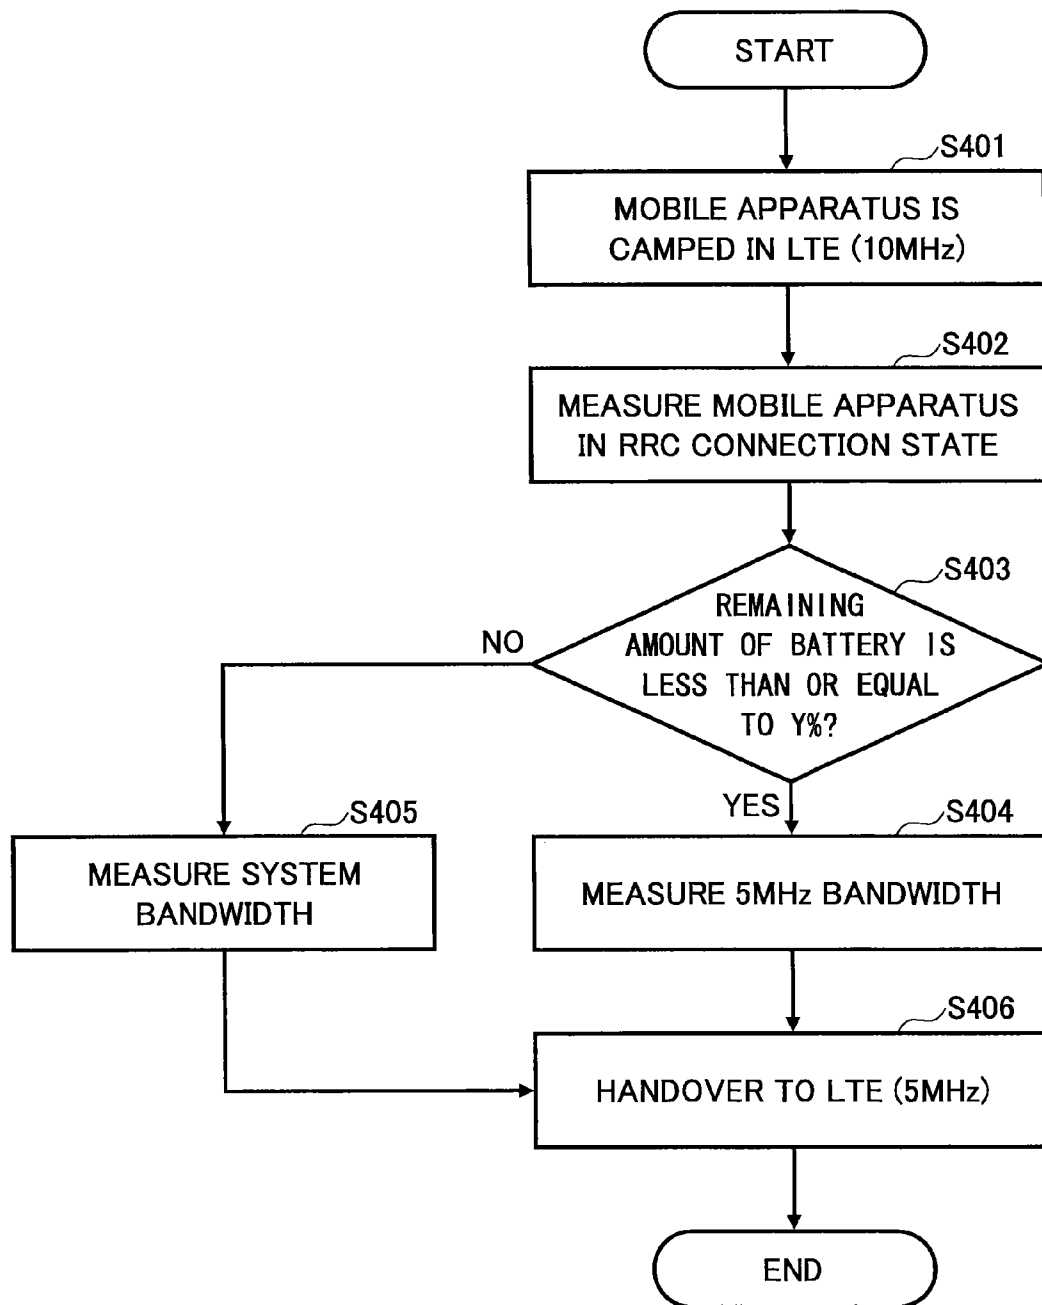 START
S401
MOBILE APPARATUS IS
CAMPED IN LTE (10MHz)
S402
MEASURE MOBILE APPARATUS
IN RRC CONNECTION STATE
S403
REMAINING
AMOUNT OF BATTERY IS
LESS THAN OR EQUAL
TO Y%?
NO
YES
S405
MEASURE SYSTEM
BANDWIDTH
S404
MEASURE 5MHz BANDWIDTH
S406
HANDOVER TO LTE (5MHz)
END